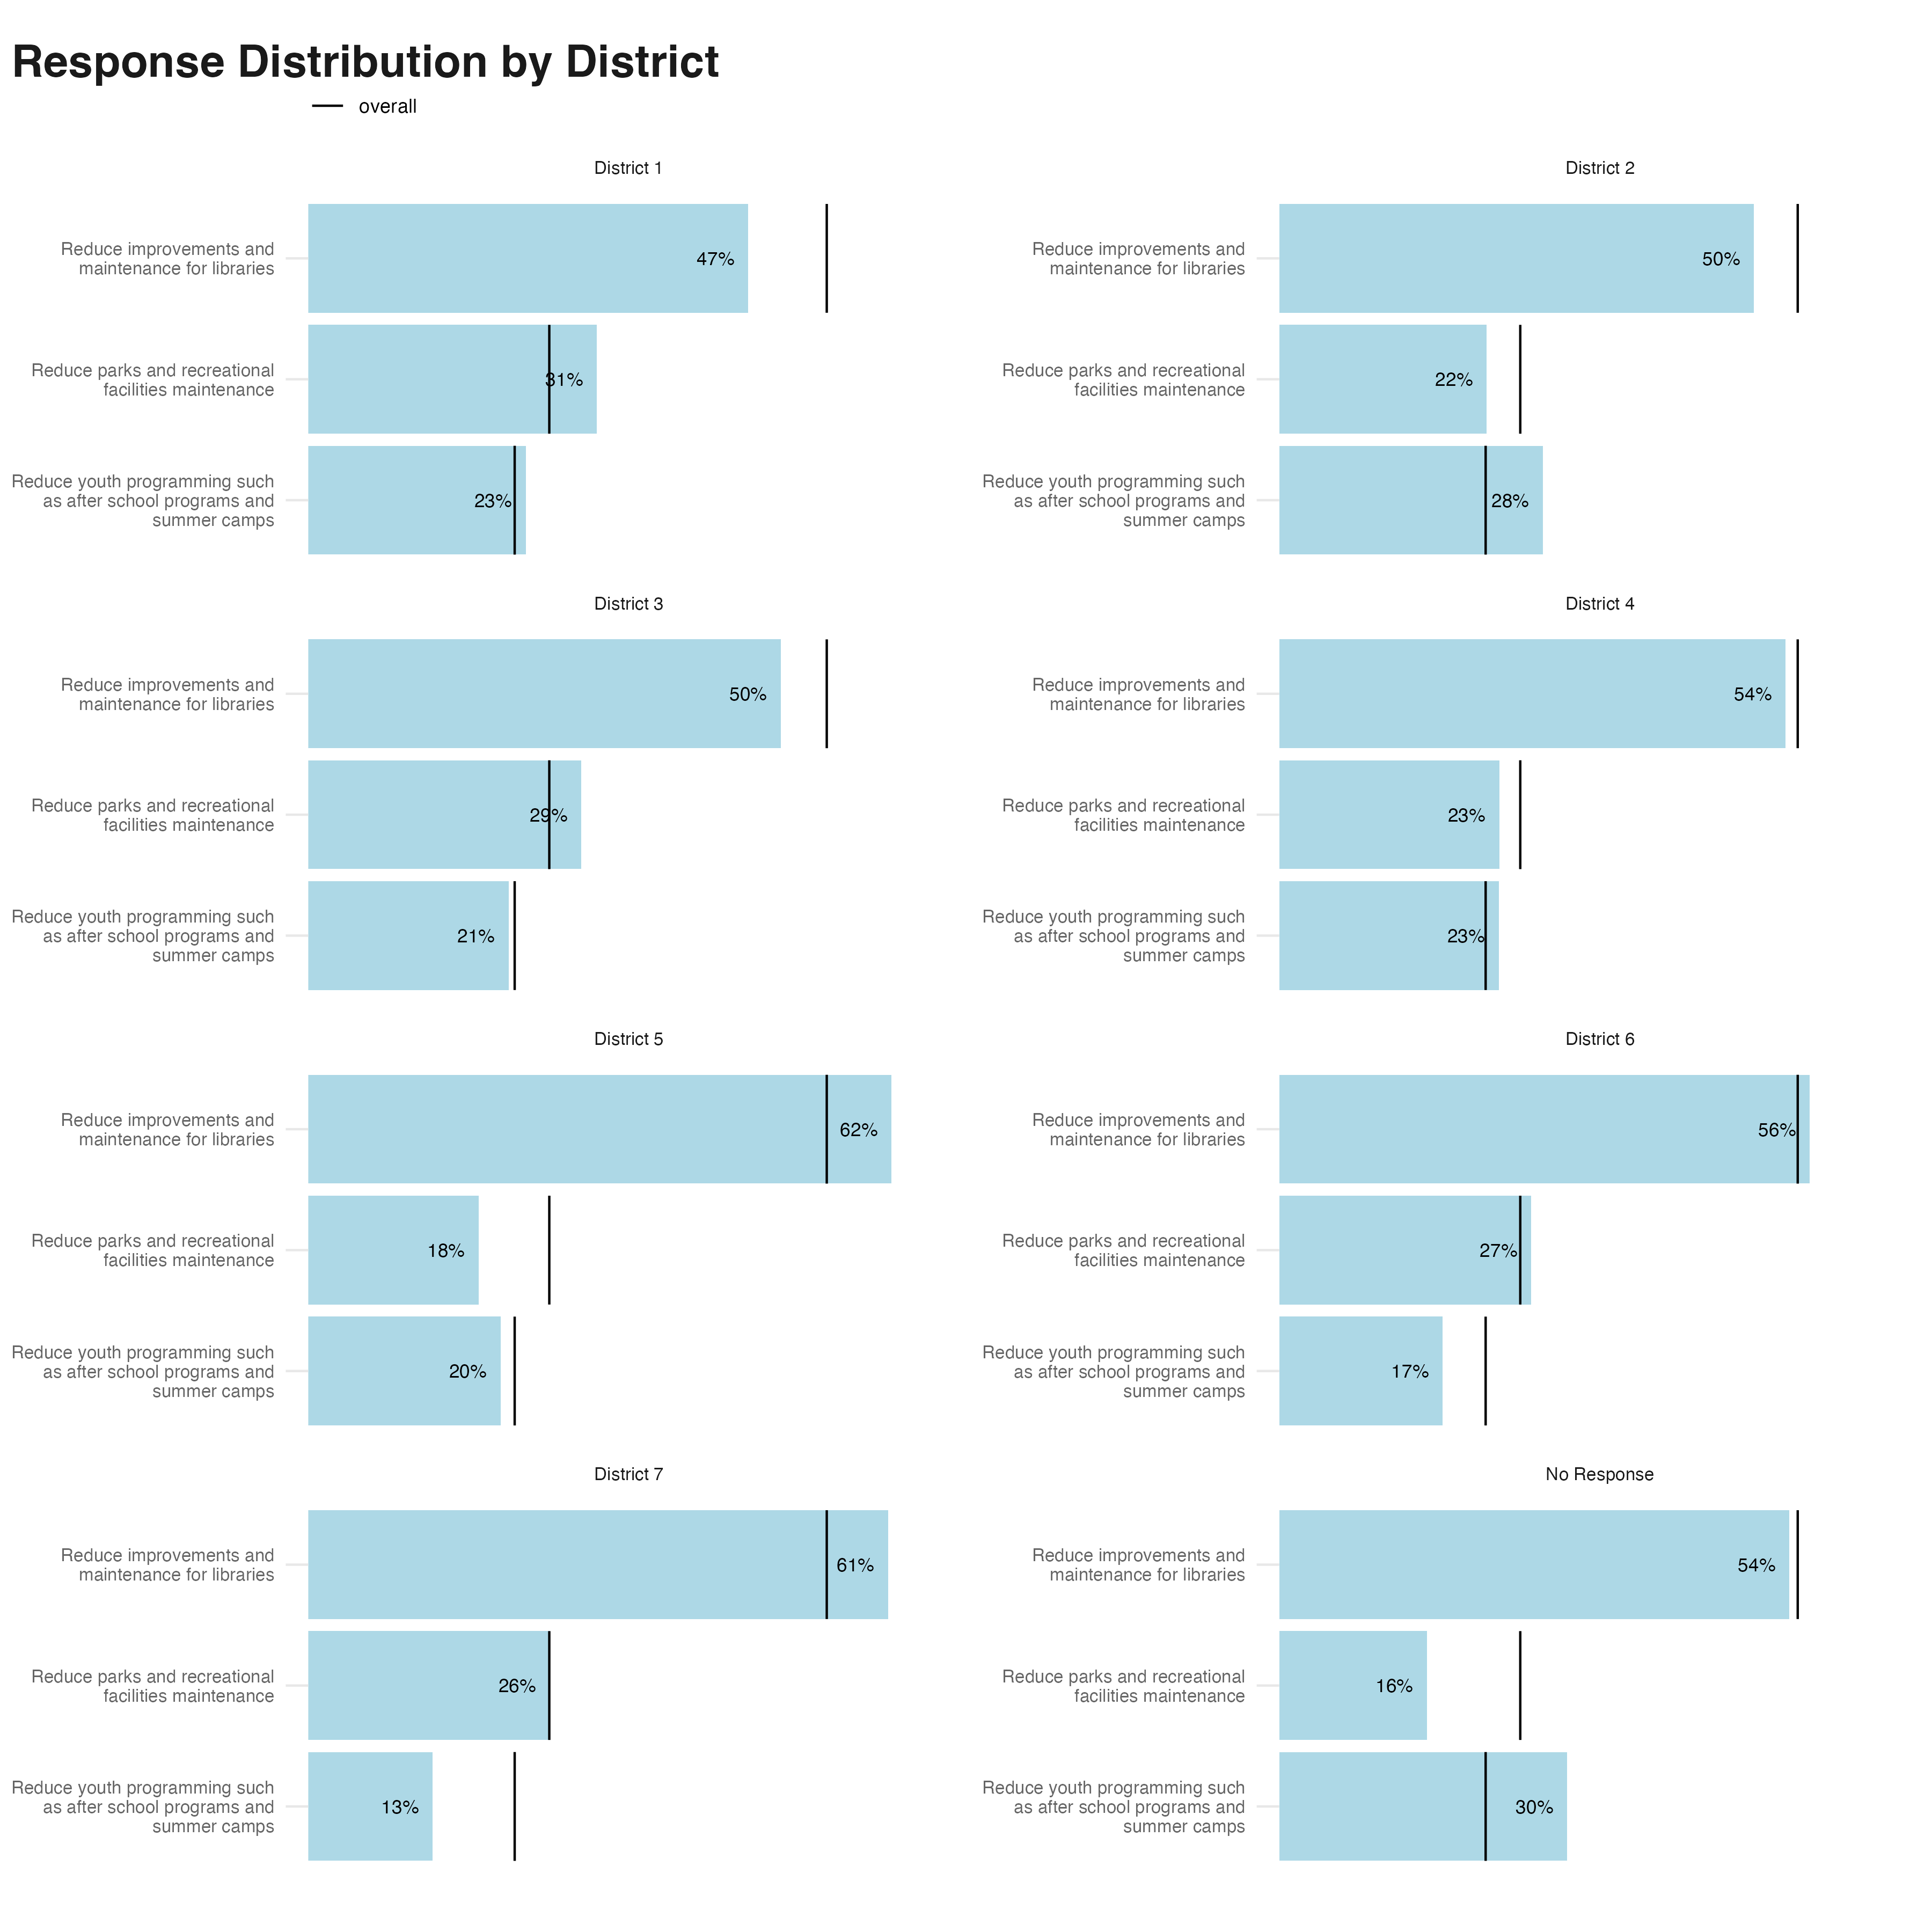 Response Distribution by District
overall
District 1
Reduce improvements and
maintenance for libraries
47%
Reduce parks and recreational
facilities maintenance
31%
Reduce youth programming such
as after school programs and
summer camps
23%
District 2
Reduce improvements and
maintenance for libraries
50%
Reduce parks and recreational
facilities maintenance
22%
Reduce youth programming such
as after school programs and
summer camps
28%
District 3
Reduce improvements and
maintenance for libraries
50%
Reduce parks and recreational
facilities maintenance
29%
Reduce youth programming such
as after school programs and
summer camps
21%
District 4
Reduce improvements and
maintenance for libraries
54%
Reduce parks and recreational
facilities maintenance
23%
Reduce youth programming such
as after school programs and
summer camps
23%
District 5
Reduce improvements and
maintenance for libraries
62%
Reduce parks and recreational
facilities maintenance
18%
Reduce youth programming such
as after school programs and
summer camps
20%
District 6
Reduce improvements and
maintenance for libraries
56%
Reduce parks and recreational
facilities maintenance
27%
Reduce youth programming such
as after school programs and
summer camps
17%
District 7
Reduce improvements and
maintenance for libraries
61%
Reduce parks and recreational
facilities maintenance
26%
Reduce youth programming such
as after school programs and
summer camps
13%
No Response
Reduce improvements and
maintenance for libraries
54%
Reduce parks and recreational
facilities maintenance
16%
Reduce youth programming such
as after school programs and
summer camps
30%